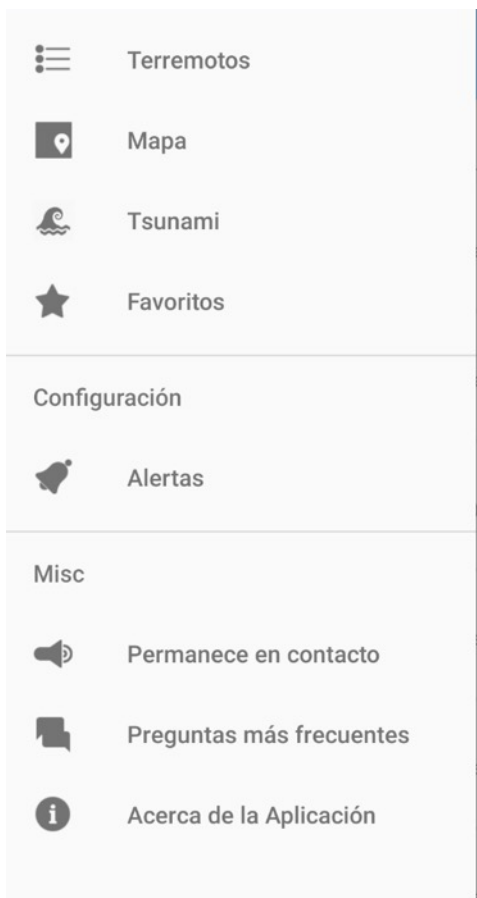 Terremotos
Mapa
Tsunami
Favoritos
Configuración
Alertas
Misc
Permanece en contacto
Preguntas más frecuentes
Acerca de la Aplicación